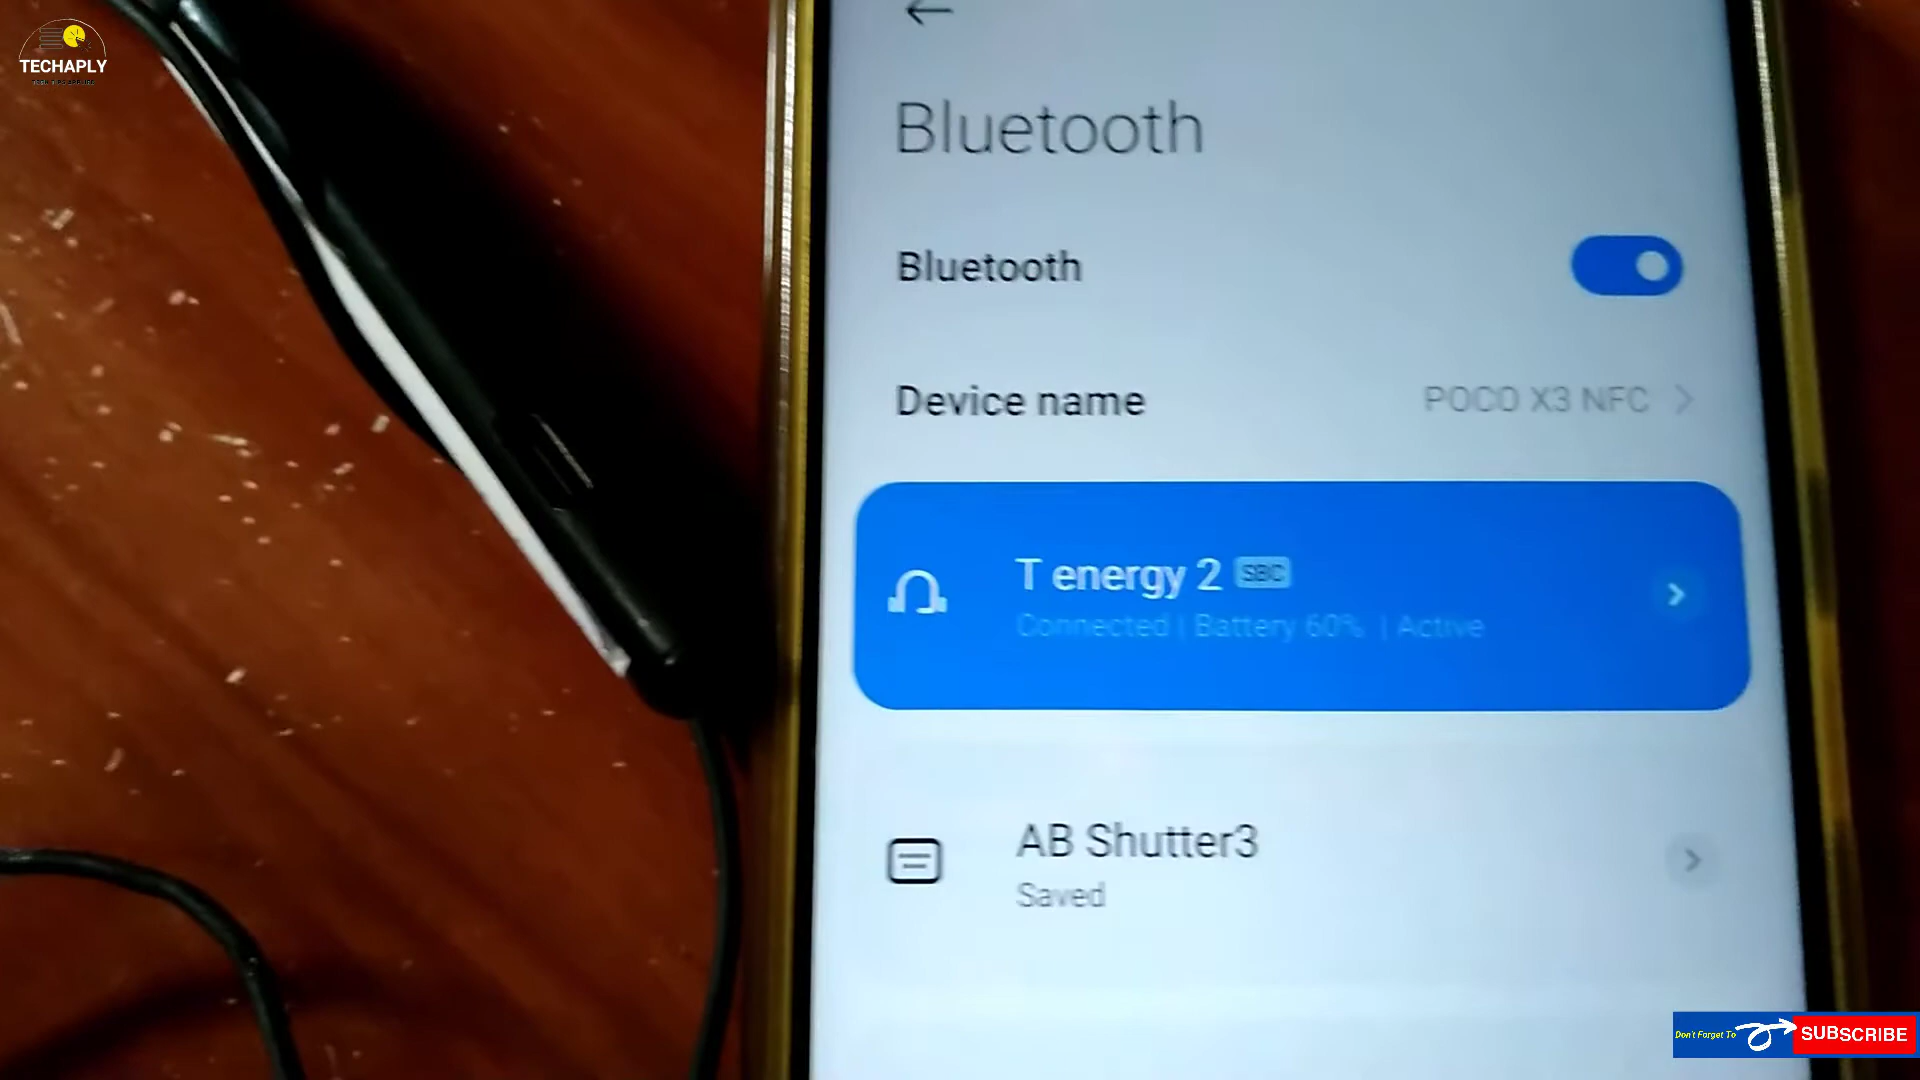 TECHAPLY
Bluetooth
Bluetooth
Device name
POCO X3 NFC
T energy 2 SBC
Connected | Battery 60% | Active
AB Shutter3
Saved
Don't Forget To
SUBSCRIBE